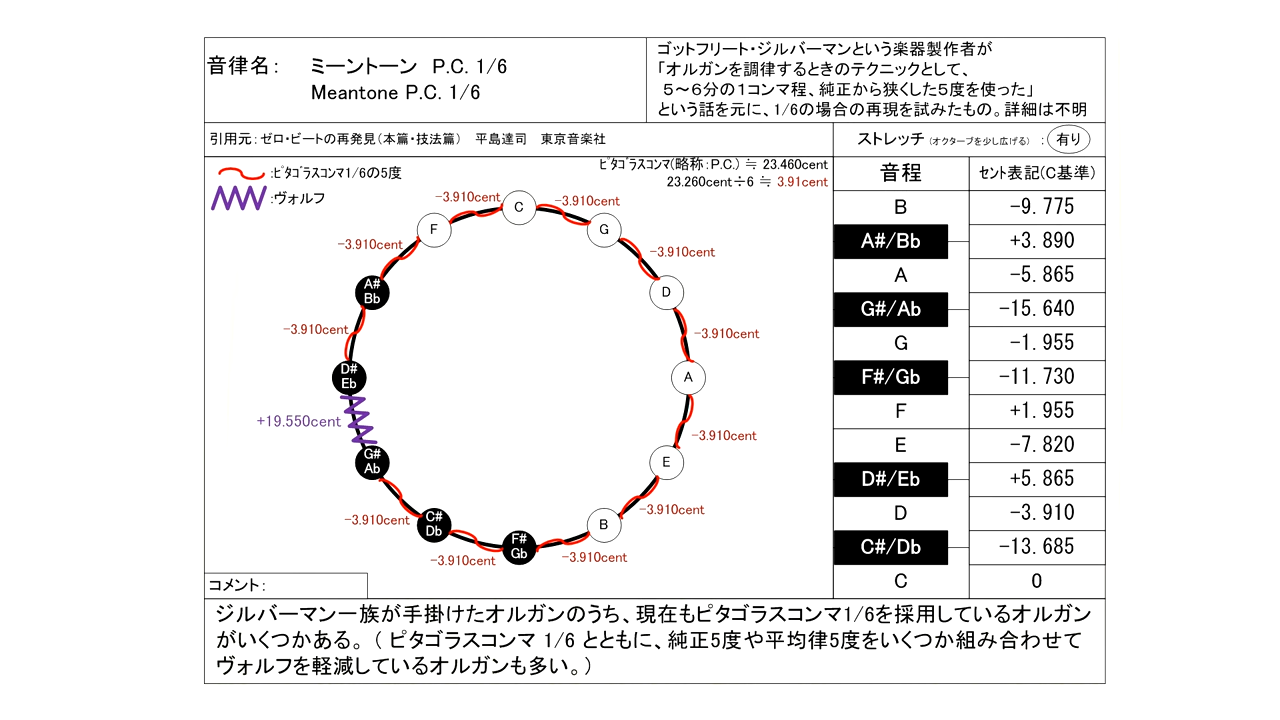 音律名： ミーントーン P.C. 1/6
Meantone P.C. 1/6
ゴットフリート・ジルバーマンという楽器製作者が
「オルガンを調律するときのテクニックとして、
５～６分の１コンマ程、純正から狭くした５度を使った」
という話を元に、1/6の場合の再現を試みたもの。詳細は不明
引用元：ゼロ・ビートの再発見（本篇・技法篇） 平島達司 東京音楽社
ストレッチ（オクターブを少し広げる）：有り
:ﾋﾟﾀｺﾞﾗｽコンマ1/6の5度
:ヴォルフ
ﾋﾟﾀｺﾞﾗｽコンマ(略称：P.C.) ≒ 23.460cent
23.260cent÷6 ≒ 3.91cent
-3.910cent
C
-3.910cent
F
G
-3.910cent
-3.910cent
A#
Bb
D
-3.910cent
-3.910cent
D#
Eb
A
+19.550cent
-3.910cent
G#
Ab
E
-3.910cent
-3.910cent
C#
Db
B
F#
Gb
-3.910cent
-3.910cent
音程 セント表記(C基準)
B -9.775
A#/Bb +3.890
A -5.865
G#/Ab -15.640
G -1.955
F#/Gb -11.730
F +1.955
E -7.820
D#/Eb +5.865
D -3.910
C#/Db -13.685
C 0
コメント：
ジルバーマン一族が手掛けたオルガンのうち、現在もピタゴラスコンマ1/6を採用しているオルガン
がいくつかある。（ ピタゴラスコンマ 1/6 とともに、純正5度や平均律5度をいくつか組み合わせて
ヴォルフを軽減しているオルガンも多い。）